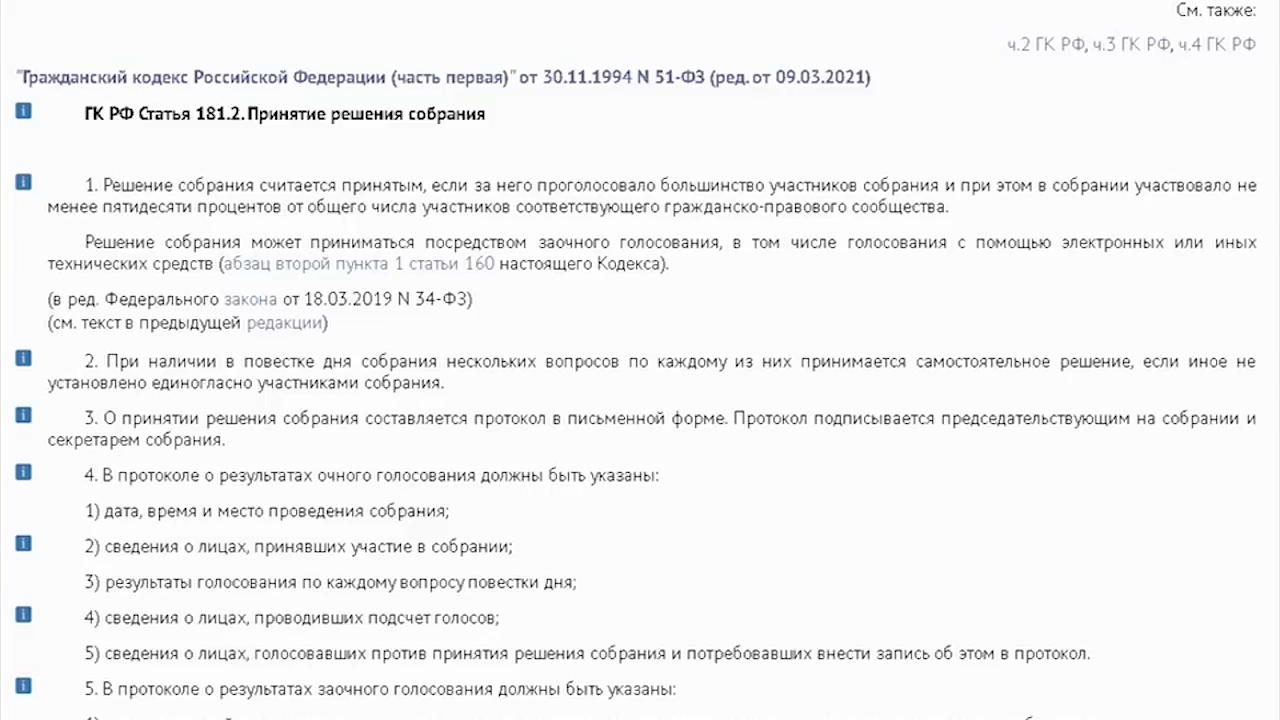 См. также:
ч.2 ГК РФ, ч.3 ГК РФ, ч.4 ГК РФ
"Гражданский кодекс Российской Федерации (часть первая)" от 30.11.1994 N 51-ФЗ (ред. от 09.03.2021)
ГК РФ Статья 181.2. Принятие решения собрания
1. Решение собрания считается принятым, если за него проголосовало большинство участников собрания и при этом в собрании участвовало не
менее пятидесяти процентов от общего числа участников соответствующего гражданско-правового сообщества.
Решение собрания может приниматься посредством заочного голосования, в том числе голосования с помощью электронных или иных
технических средств (абзац второй пункта 1 статьи 160 настоящего Кодекса).
(в ред. Федерального закона от 18.03.2019 N 34-ФЗ)
(см. текст в предыдущей редакции)
2. При наличии в повестке дня собрания нескольких вопросов по каждому из них принимается самостоятельное решение, если иное не
установлено единогласно участниками собрания.
3. О принятии решения собрания составляется протокол в письменной форме. Протокол подписывается председательствующим на собрании и
секретарем собрания.
4. В протоколе о результатах очного голосования должны быть указаны:
1) дата, время и место проведения собрания;
2) сведения о лицах, принявших участие в собрании;
3) результаты голосования по каждому вопросу повестки дня;
4) сведения о лицах, проводивших подсчет голосов;
5) сведения о лицах, голосовавших против принятия решения собрания и потребовавших внести запись об этом в протокол.
5. В протоколе о результатах заочного голосования должны быть указаны: